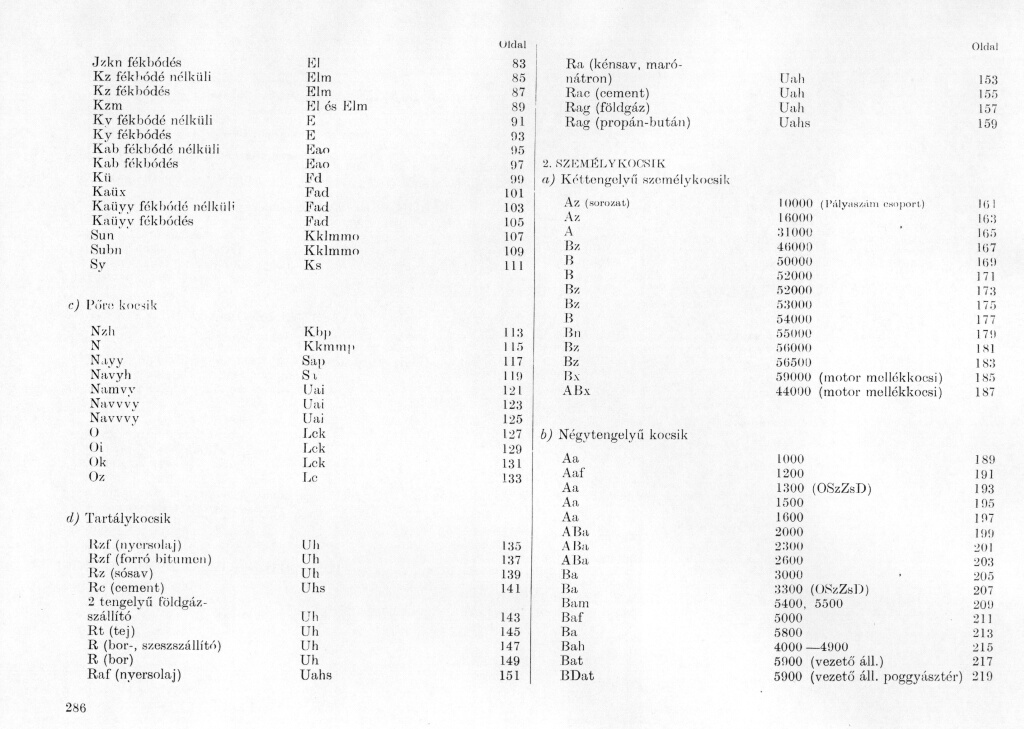 Oldal
Jzkn fékbódés El 83
Kz fékbódé nélküli Elm 85
Kz fékbódés Elm 87
Kzm El és Elm 89
Kv fékbódé nélküli E 91
Kv fékbódés E 93
Kab fékbódé nélküli Eao 95
Kab fékbódés Eao 97
Kü Fd 99
Kaüx Fad 101
Kaüyy fékbódé nélküli Fad 103
Kaüyy fékbódés Fad 105
Sun Kklmmo 107
Subn Kklmmo 109
Sy Ks 111
c) Pőre kocsik
Nzh Kbp 113
N Kkmmp 115
Nayy Sap 117
Navyh 119
Namvy Uai 121
Navvvy Uai 123
Navvvy Uai 125
O Lck 127
Oi Lck 129
Ok Lck 131
Oz Lc 133
d) Tartálykocsik
Rzf (nyersolaj) Uh 135
Rzf (forró bitumen) Uh 137
Rz (sósav) Uh 139
Rc (cement) Uhs 141
2 tengelyű földgáz-
szállító Uh 143
Rt (tej) Uh 145
R (bor-, szeszszállító) Uh 147
R (bor) Uh 149
Raf (nyersolaj) Uahs 151
286
Oldal
Ra (kénsav, maró-
nátron) Uah 153
Rac (cement) Uah 155
Rag (földgáz) Uah 157
Rag (propán-bután) Uahs 159
2. SZEMÉLYKOCSIK
a) Kéttengelyű személykocsik
Az (sorozat) 10000 (Pályaszám csoport) 161
Az 16000 163
A 31000 165
Bz 46000 167
B 50000 169
B 52000 171
Bz 52000 173
Bz 53000 175
B 54000 177
Bn 55000 179
Bz 56000 181
Bz 56500 183
Bx 59000 (motor mellékkocsi) 185
ABx 44000 (motor mellékkocsi) 187
b) Négytengelyű kocsik
Aa 1000 189
Aaf 1200 191
Aa 1300 (OSzZsD) 193
Aa 1500 195
Aa 1600 197
ABa 2000 199
ABa 2300 201
ABa 2600 203
Ba 3000 205
Ba 3300 (OSzZsD) 207
Bam 5400, 5500 209
Baf 5000 211
Ba 5800 213
Bah 4000—4900 215
Bat 5900 (vezető áll.) 217
BDat 5900 (vezető áll. poggyásztér) 219